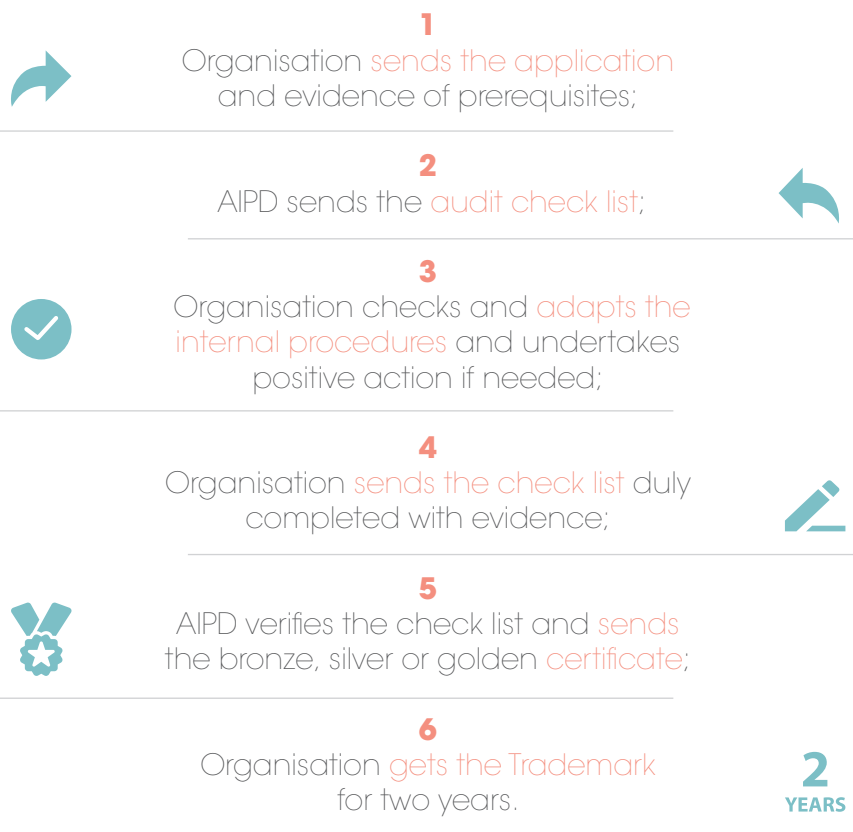 1
Organisation sends the application
and evidence of prerequisites;
2
AIPD sends the audit check list;
3
Organisation checks and adapts the
internal procedures and undertakes
positive action if needed;
4
Organisation sends the check list duly
completed with evidence;
5
AIPD verifies the check list and sends
the bronze, silver or golden certificate;
6
Organisation gets the Trademark
for two years.
2
YEARS